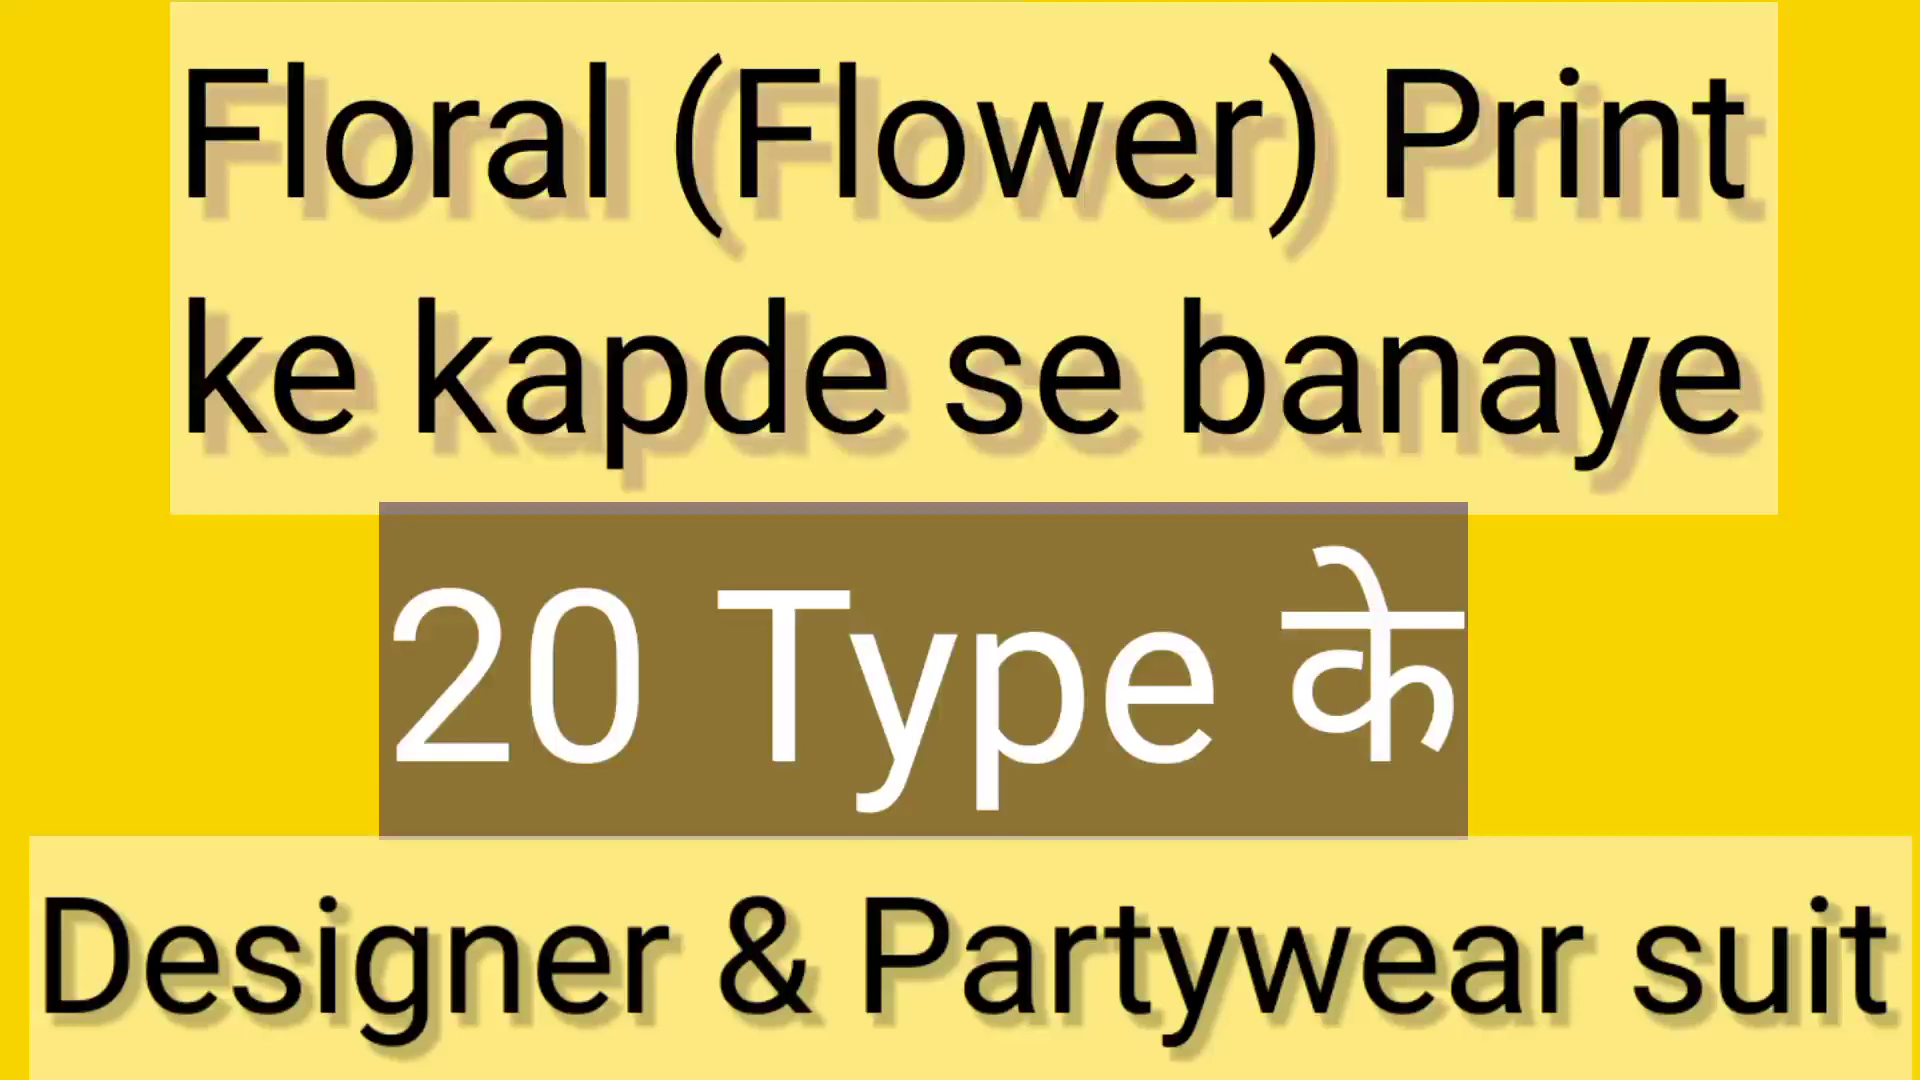 Floral (Flower) Print
ke kapde se banaye
20 Type के
Designer & Partywear suit